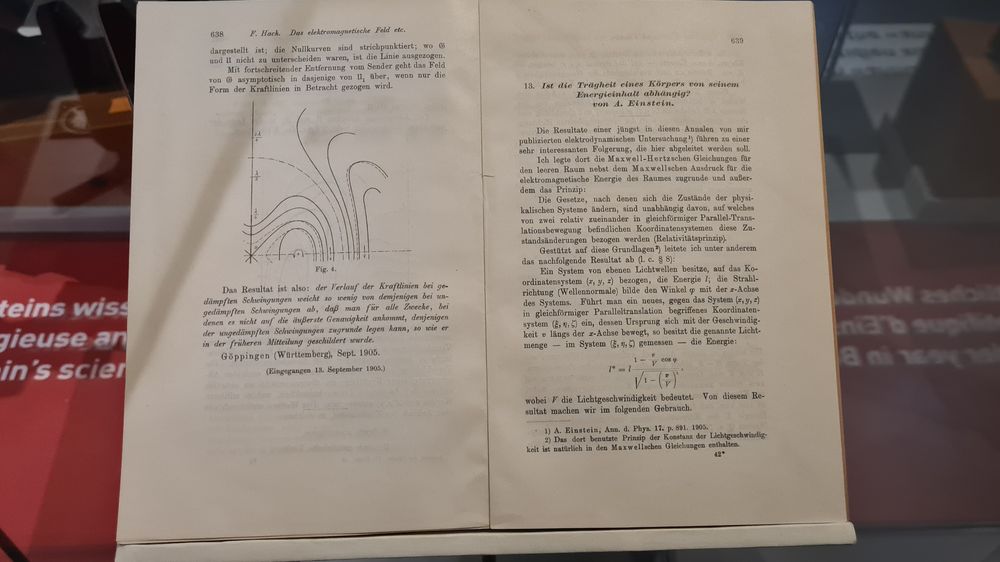 638 F. Hack. Das elektromagnetische Feld etc.
dargestellt ist; die Nullkurven sind strichpunktiert; wo 𝔊
und 𝔘 nicht zu unterscheiden waren, ist die Linie ausgezogen.
Mit fortschreitender Entfernung vom Sender geht das Feld
von 𝔊 asymptotisch in dasjenige von 𝔘₁ über, wenn nur die
Form der Kraftlinien in Betracht gezogen wird.
Fig. 4.
Das Resultat ist also: der Verlauf der Kraftlinien bei ge-
dämpften Schwingungen weicht so wenig von demjenigen bei un-
gedämpften Schwingungen ab, daß man für alle Zwecke, bei
denen es nicht auf die äußerste Genauigkeit ankommt, denjenigen
der ungedämpften Schwingungen zugrunde legen kann, so wie er
in der früheren Mitteilung geschildert wurde.
Göppingen (Württemberg), Sept. 1905.
(Eingegangen 13. September 1905.)
639
13. Ist die Trägheit eines Körpers von seinem
Energieinhalt abhängig?
von A. Einstein.
Die Resultate einer jüngst in diesen Annalen von mir
publizierten elektrodynamischen Untersuchung¹) führen zu einer
sehr interessanten Folgerung, die hier abgeleitet werden soll.
Ich legte dort die Maxwell-Hertzschen Gleichungen für
den leeren Raum nebst dem Maxwellschen Ausdruck für die
elektromagnetische Energie des Raumes zugrunde und außer-
dem das Prinzip:
Die Gesetze, nach denen sich die Zustände der physi-
kalischen Systeme ändern, sind unabhängig davon, auf welches
von zwei relativ zueinander in gleichförmiger Parallel-Trans-
lationsbewegung befindlichen Koordinatensystemen diese Zu-
standsänderungen bezogen werden (Relativitätsprinzip).
Gestützt auf diese Grundlagen²) leitete ich unter anderem
das nachfolgende Resultat ab (l. c. § 8):
Ein System von ebenen Lichtwellen besitze, auf das Ko-
ordinatensystem (x, y, z) bezogen, die Energie l; die Strahl-
richtung (Wellennormale) bilde den Winkel φ mit der x-Achse
des Systems. Führt man ein neues, gegen das System (x, y, z)
in gleichförmiger Paralleltranslation begriffenes Koordinaten-
system (ξ, η, ζ) ein, dessen Ursprung sich mit der Geschwindig-
keit v längs der x-Achse bewegt, so besitzt die genannte Licht-
menge — im System (ξ, η, ζ) gemessen — die Energie:
l* = l (1 − v/V cos φ) / √(1 − (v/V)²),
wobei V die Lichtgeschwindigkeit bedeutet. Von diesem Re-
sultat machen wir im folgenden Gebrauch.
1) A. Einstein, Ann. d. Phys. 17. p. 891. 1905.
2) Das dort benutzte Prinzip der Konstanz der Lichtgeschwindig-
keit ist natürlich in den Maxwellschen Gleichungen enthalten.
42*
teins wiss
gieuse an
in's scien